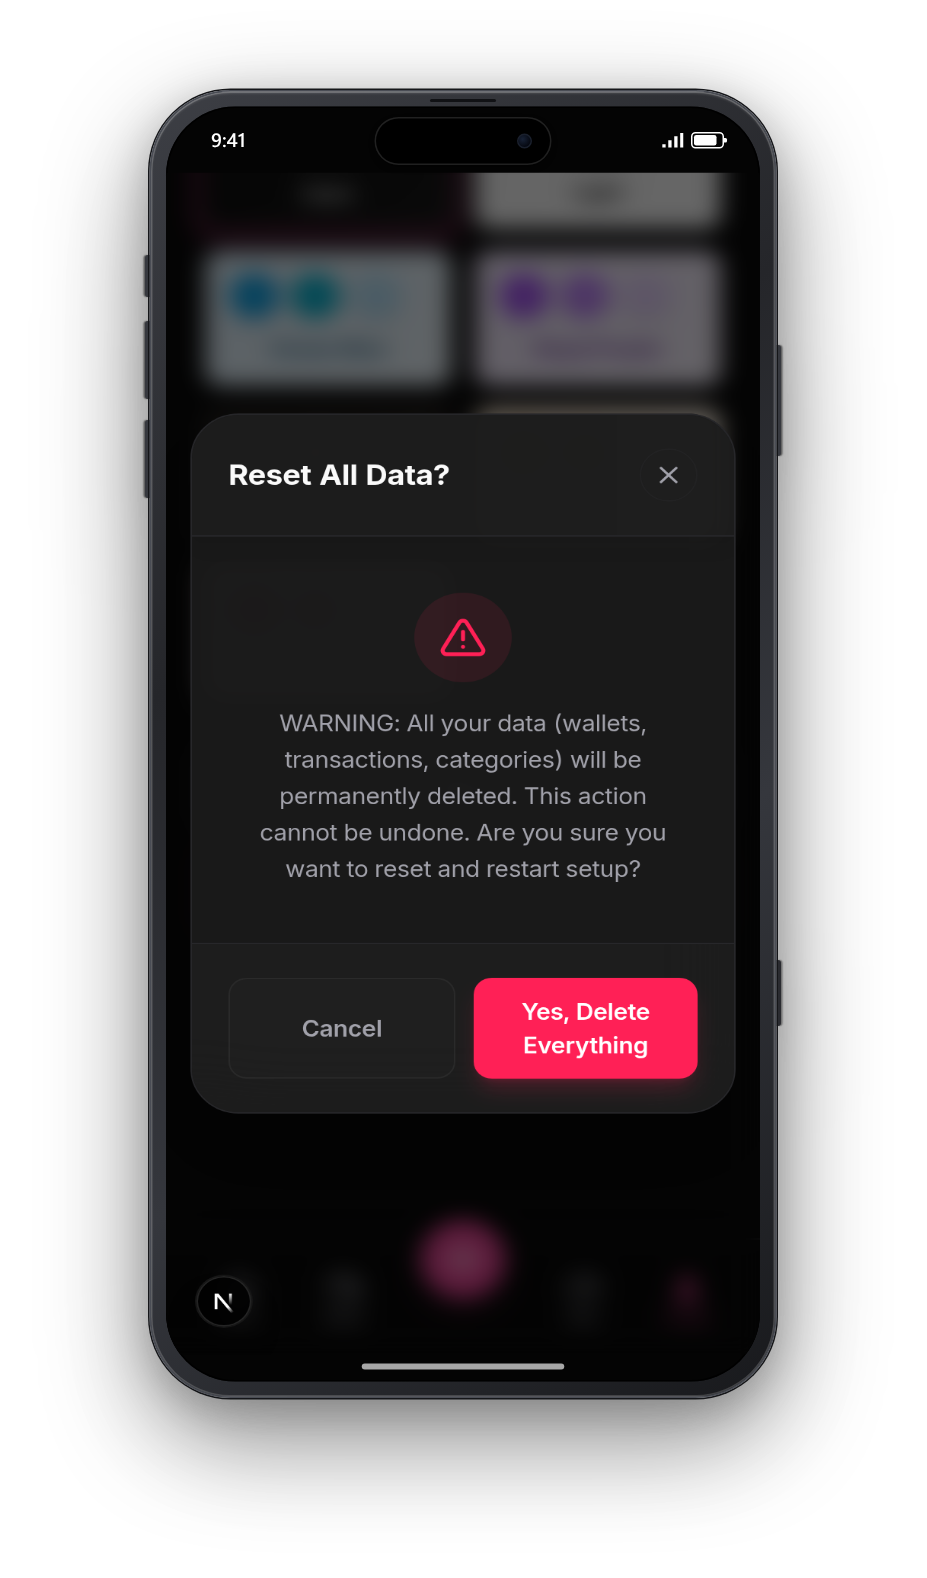 9:41
Reset All Data?
WARNING: All your data (wallets,
transactions, categories) will be
permanently deleted. This action
cannot be undone. Are you sure you
want to reset and restart setup?
Cancel
Yes, Delete
Everything
N